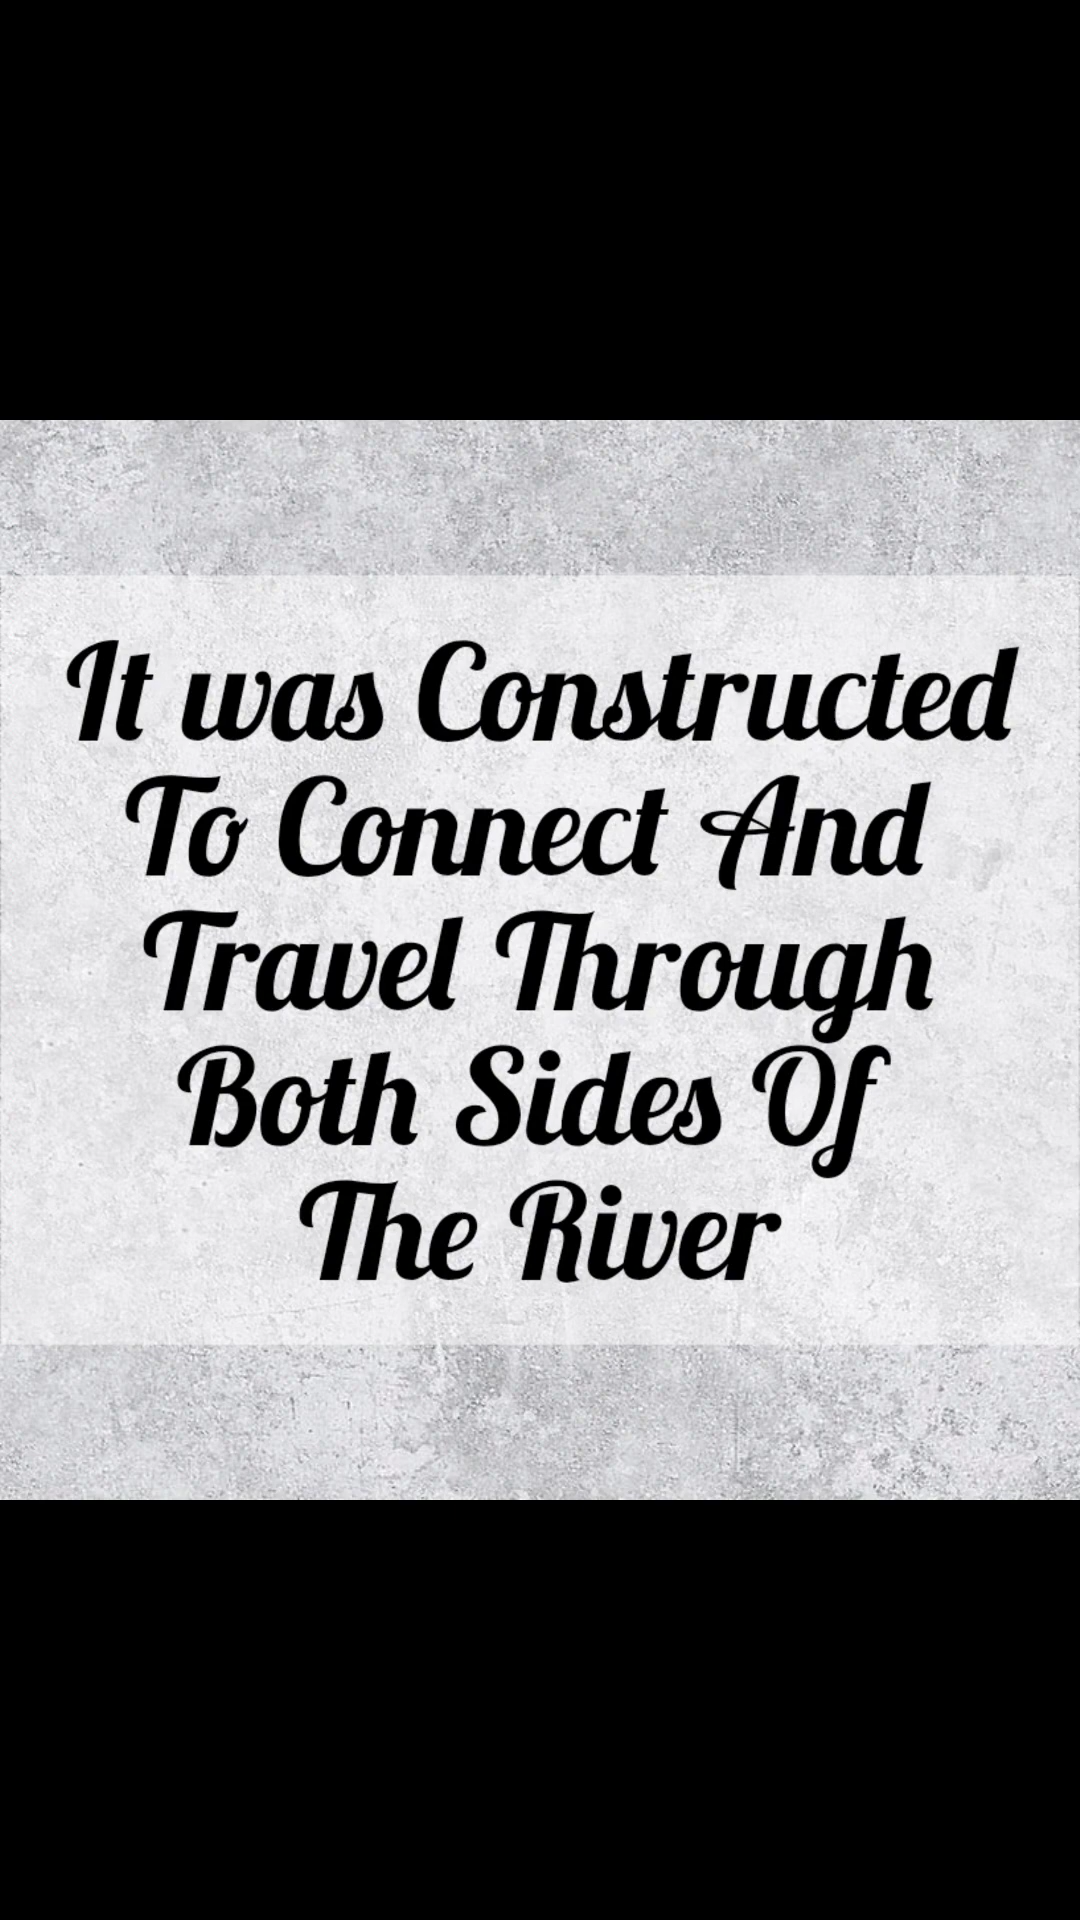 It was Constructed
To Connect And
Travel Through
Both Sides Of
The River